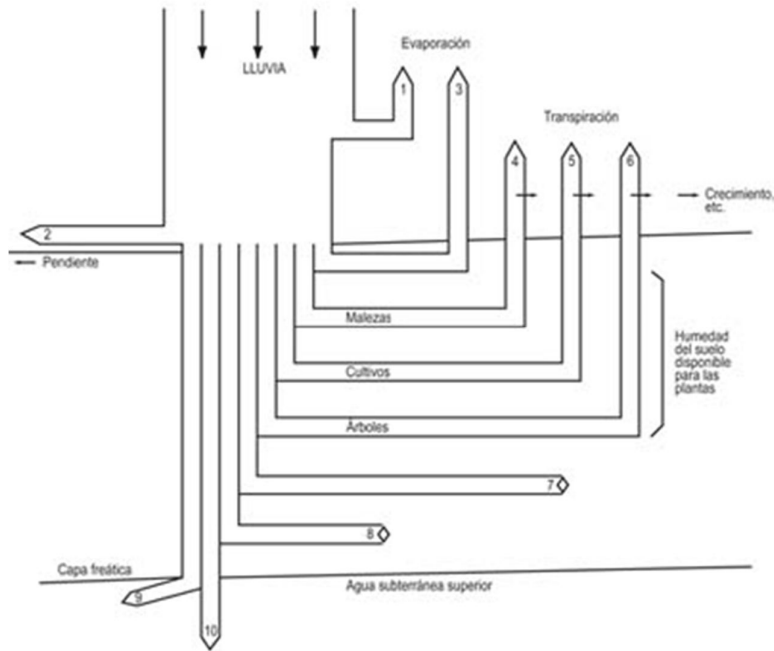 Evaporación
LLUVIA
1
3
Transpiración
4
5
6
Crecimiento,
etc.
2
Pendiente
Malezas
Humedad
del suelo
disponible
para las
plantas
Cultivos
Árboles
7
8
Capa freática
Agua subterránea superior
9
10